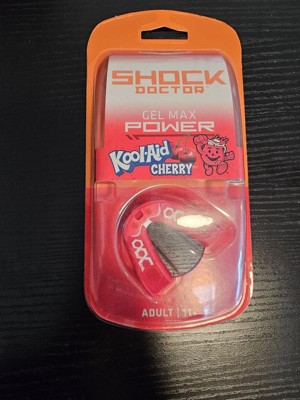 SHOCK
DOCTOR
GEL MAX
POWER
Kool-Aid
CHERRY
ADULT | 11+